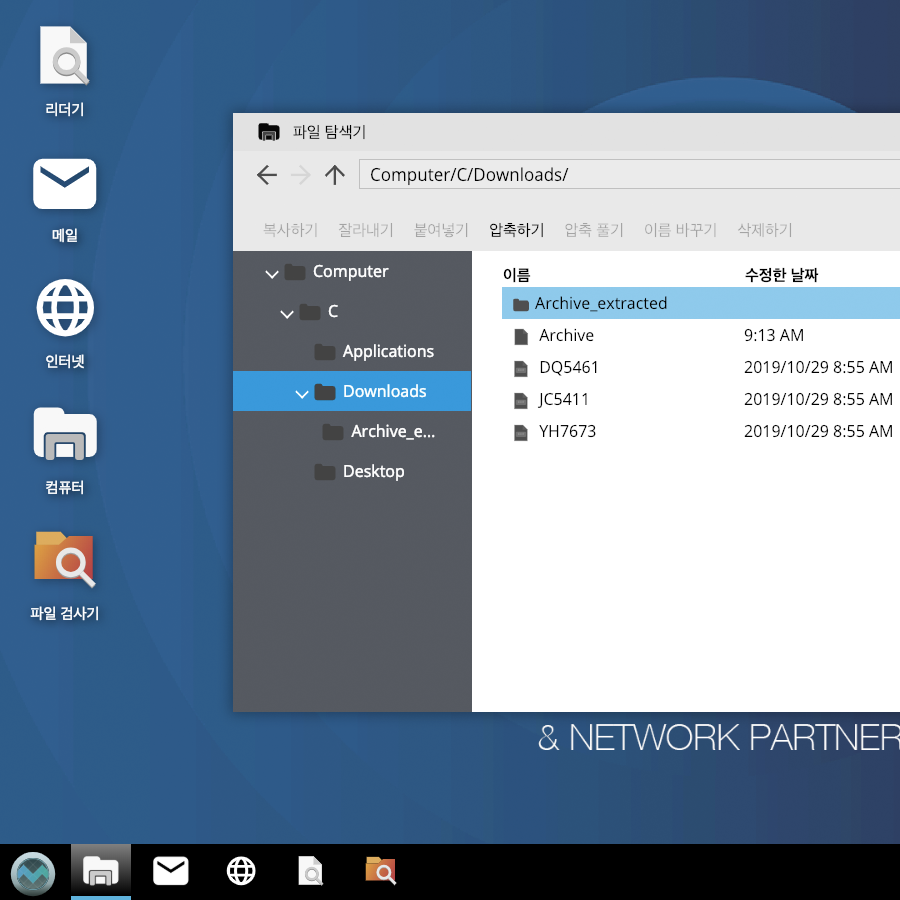 리더기
메일
인터넷
컴퓨터
파일 검사기
파일 탐색기
Computer/C/Downloads/
복사하기 잘라내기 붙여넣기 압축하기 압축 풀기 이름 바꾸기 삭제하기
Computer
C
Applications
Downloads
Archive_e...
Desktop
이름 수정한 날짜
Archive_extracted
Archive 9:13 AM
DQ5461 2019/10/29 8:55 AM
JC5411 2019/10/29 8:55 AM
YH7673 2019/10/29 8:55 AM
& NETWORK PARTNER